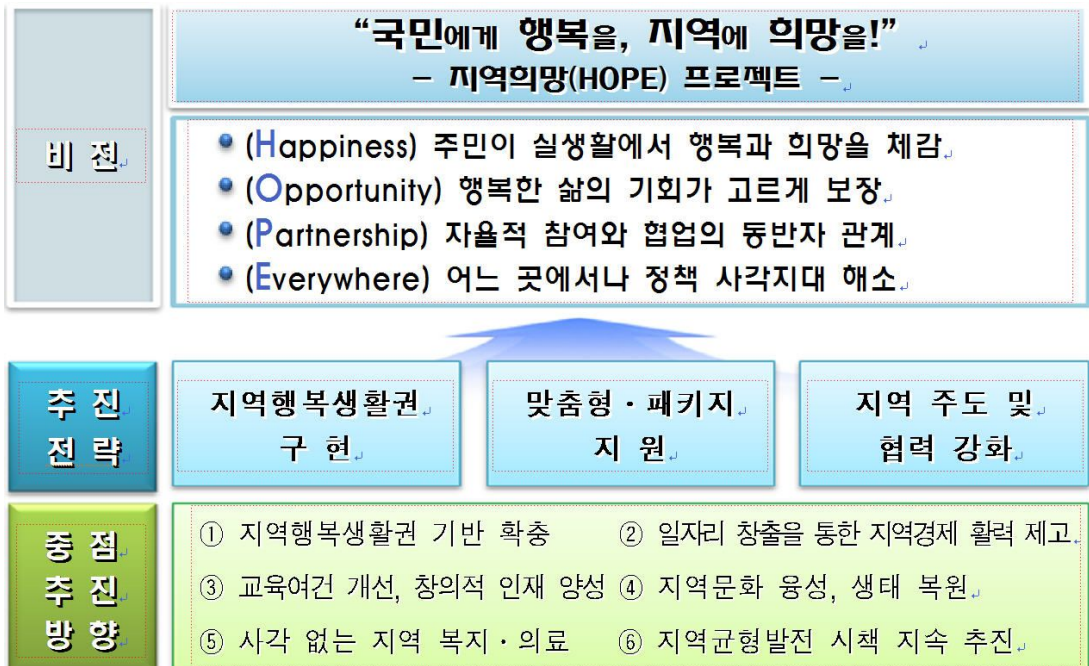 “국민에게 행복을, 지역에 희망을!”
– 지역희망(HOPE) 프로젝트 –
비 전
• (Happiness) 주민이 실생활에서 행복과 희망을 체감
• (Opportunity) 행복한 삶의 기회가 고르게 보장
• (Partnership) 자율적 참여와 협업의 동반자 관계
• (Everywhere) 어느 곳에서나 정책 사각지대 해소
추 진
전 략
지역행복생활권
구 현
맞춤형·패키지
지 원
지역 주도 및
협력 강화
중 점
추 진
방 향
① 지역행복생활권 기반 확충
② 일자리 창출을 통한 지역경제 활력 제고
③ 교육여건 개선, 창의적 인재 양성
④ 지역문화 융성, 생태 복원
⑤ 사각 없는 지역 복지·의료
⑥ 지역균형발전 시책 지속 추진